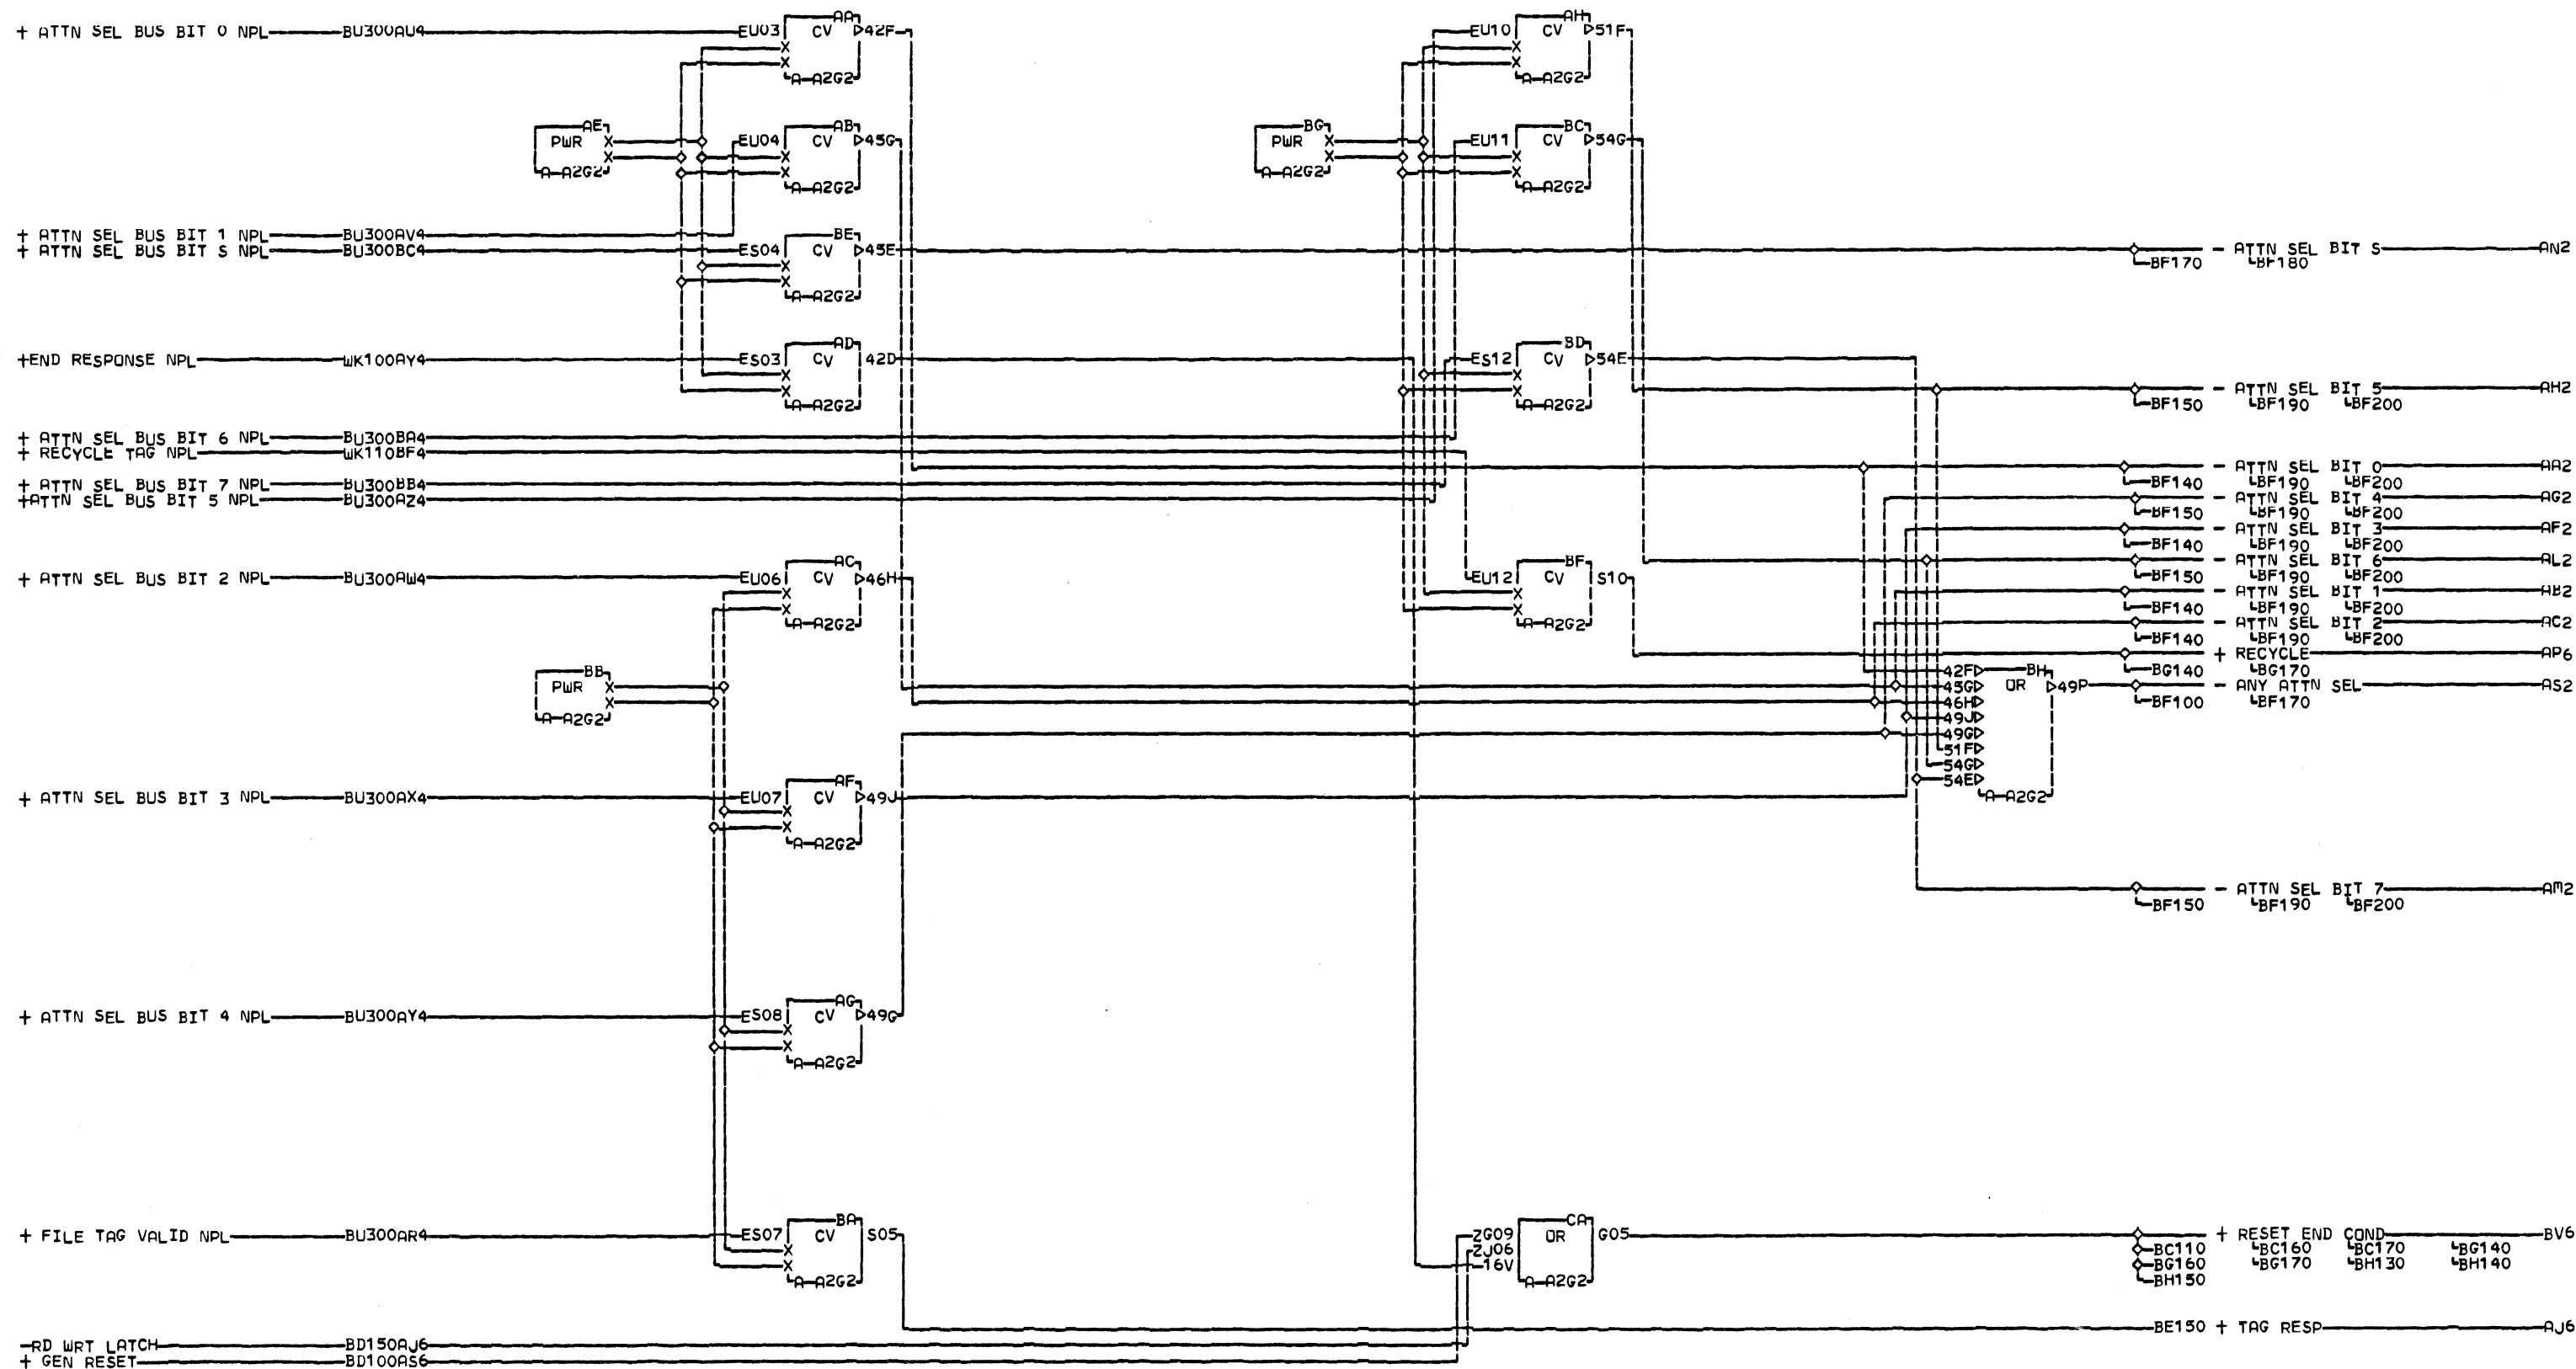 AA AH
+ ATTN SEL BUS BIT 0 NPL BU300AU4 EU03 CV 42F EU10 CV 51F
X X
X X
A-A2G2 A-A2G2
AE AB BG BC
PWR X EU04 CV 45G PWR X EU11 CV 54G
X X X X
A-A2G2 X A-A2G2 X
A-A2G2 A-A2G2
+ ATTN SEL BUS BIT 1 NPL BU300AV4 BE
+ ATTN SEL BUS BIT S NPL BU300BC4 ES04 CV 45E - ATTN SEL BIT S AN2
X BF170 BF180
X
A-A2G2
AD BD
+END RESPONSE NPL WK100AY4 ES03 CV 42D ES12 CV 54E
X X
X X - ATTN SEL BIT 5 AH2
A-A2G2 A-A2G2 BF150 BF190 BF200
+ ATTN SEL BUS BIT 6 NPL BU300BA4
+ RECYCLE TAG NPL WK110BF4
- ATTN SEL BIT 0 AA2
+ ATTN SEL BUS BIT 7 NPL BU300BB4 BF140 BF190 BF200
+ATTN SEL BUS BIT 5 NPL BU300AZ4 - ATTN SEL BIT 4 AG2
BF150 BF190 BF200
- ATTN SEL BIT 3 AF2
BF140 BF190 BF200
AC BF - ATTN SEL BIT 6 AL2
+ ATTN SEL BUS BIT 2 NPL BU300AW4 EU06 CV 46H EU12 CV S10 BF150 BF190 BF200
X X - ATTN SEL BIT 1 AB2
X X BF140 BF190 BF200
A-A2G2 A-A2G2 - ATTN SEL BIT 2 AC2
BF140 BF190 BF200
+ RECYCLE AP6
BB 42F BH BG140 BG170
PWR X 45G OR 49P - ANY ATTN SEL AS2
X 46H BF100 BF170
A-A2G2 49J
49G
51F
54G
AF 54E
+ ATTN SEL BUS BIT 3 NPL BU300AX4 EU07 CV 49J A-A2G2
X
X
A-A2G2
- ATTN SEL BIT 7 AM2
BF150 BF190 BF200
AG
+ ATTN SEL BUS BIT 4 NPL BU300AY4 ES08 CV 49G
X
X
A-A2G2
BA CA
+ FILE TAG VALID NPL BU300AR4 ES07 CV S05 ZG09 OR G05 + RESET END COND BV6
X ZJ06 BC110 BC160 BC170 BG140
X 16V BG160 BG170 BH130 BH140
A-A2G2 A-A2G2 BH150
BE150 + TAG RESP AJ6
-RD WRT LATCH BD150AJ6
+ GEN RESET BD100AS6